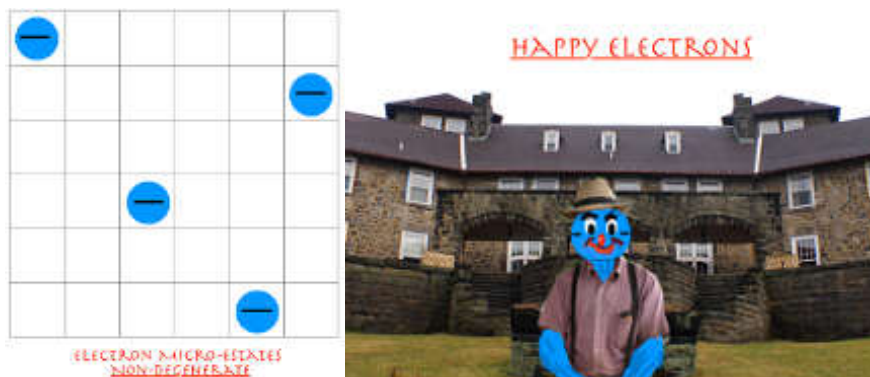 HAPPY ELECTRONS
ELECTRON MICRO-ESTATES
NON-DEGENERATE